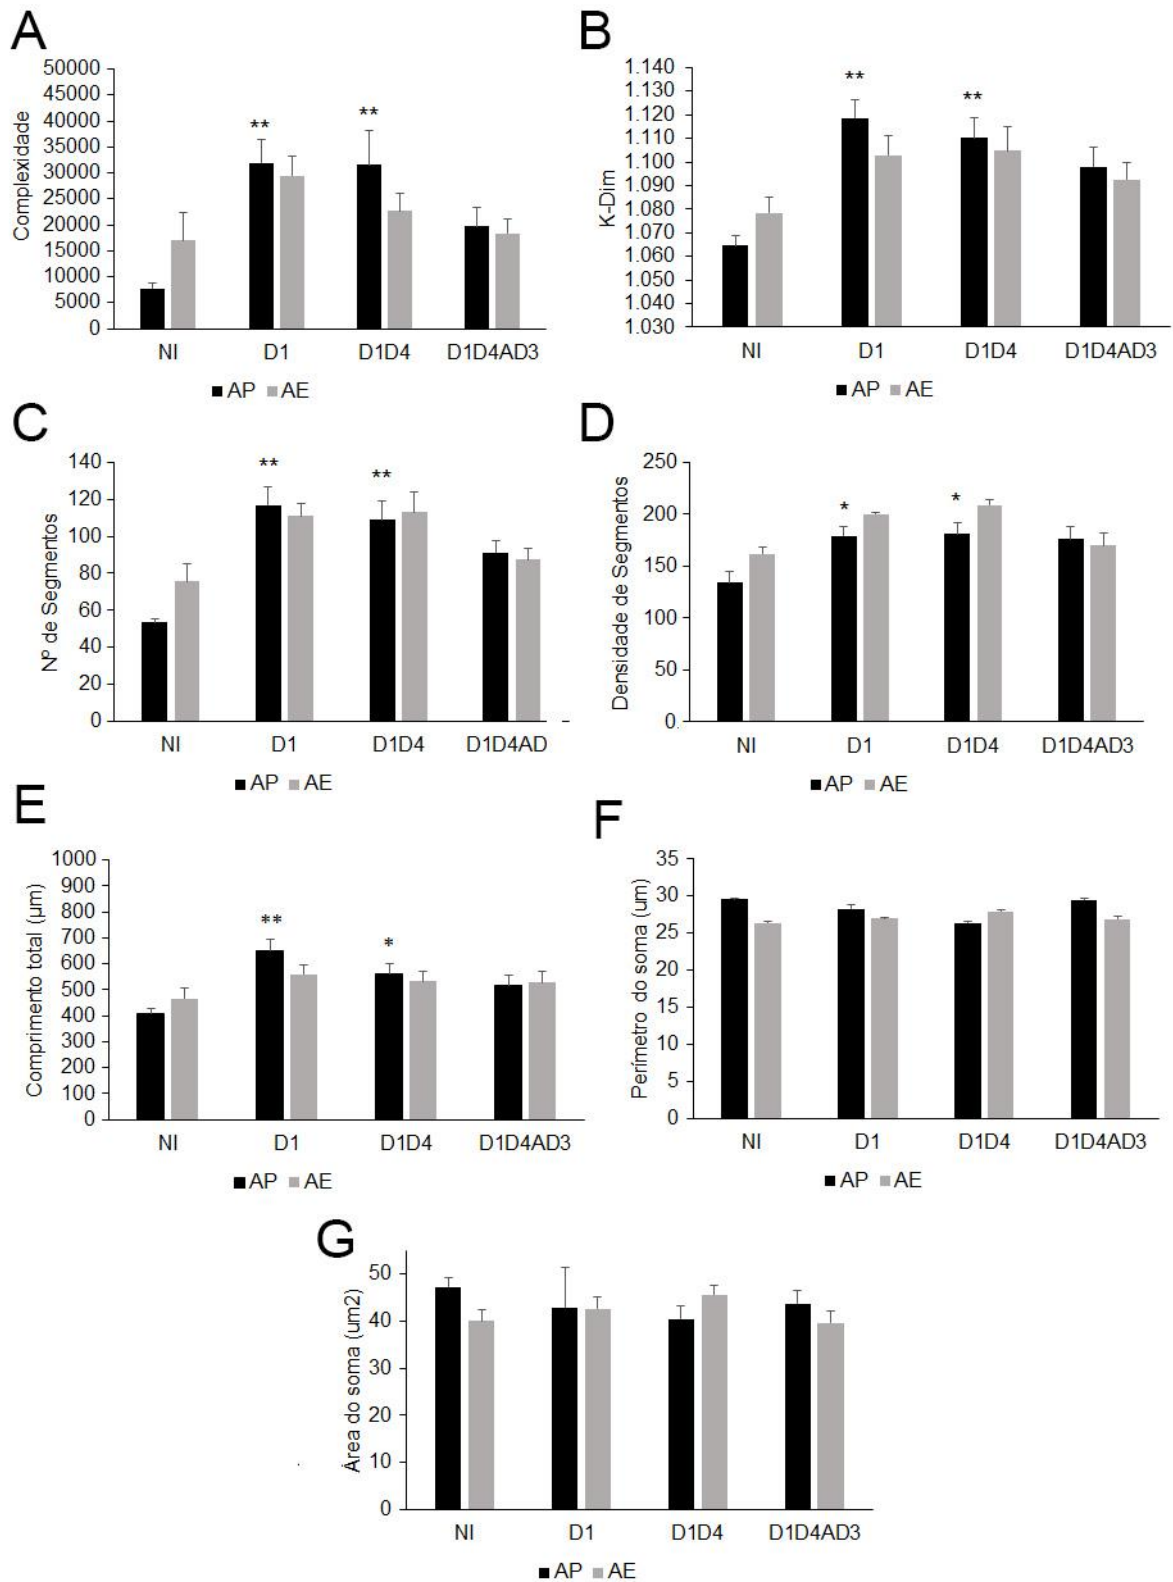 A
Complexidade
50000
45000
40000
35000
30000
25000
20000
15000
10000
5000
0
** **
NI D1 D1D4 D1D4AD3
AP AE
B
K-Dim
1.140
1.130
1.120
1.110
1.100
1.090
1.080
1.070
1.060
1.050
1.040
1.030
** **
NI D1 D1D4 D1D4AD3
AP AE
C
Nº de Segmentos
140
120
100
80
60
40
20
0
** **
NI D1 D1D4 D1D4AD
AP AE
D
Densidade de Segmentos
250
200
150
100
50
0
* *
NI D1 D1D4 D1D4AD3
AP AE
E
Comprimento total (µm)
1000
900
800
700
600
500
400
300
200
100
0
** *
NI D1 D1D4 D1D4AD3
AP AE
F
Perímetro do soma (um)
35
30
25
20
15
10
5
0
NI D1 D1D4 D1D4AD3
AP AE
G
Área do soma (um2)
50
40
30
20
10
0
NI D1 D1D4 D1D4AD3
AP AE